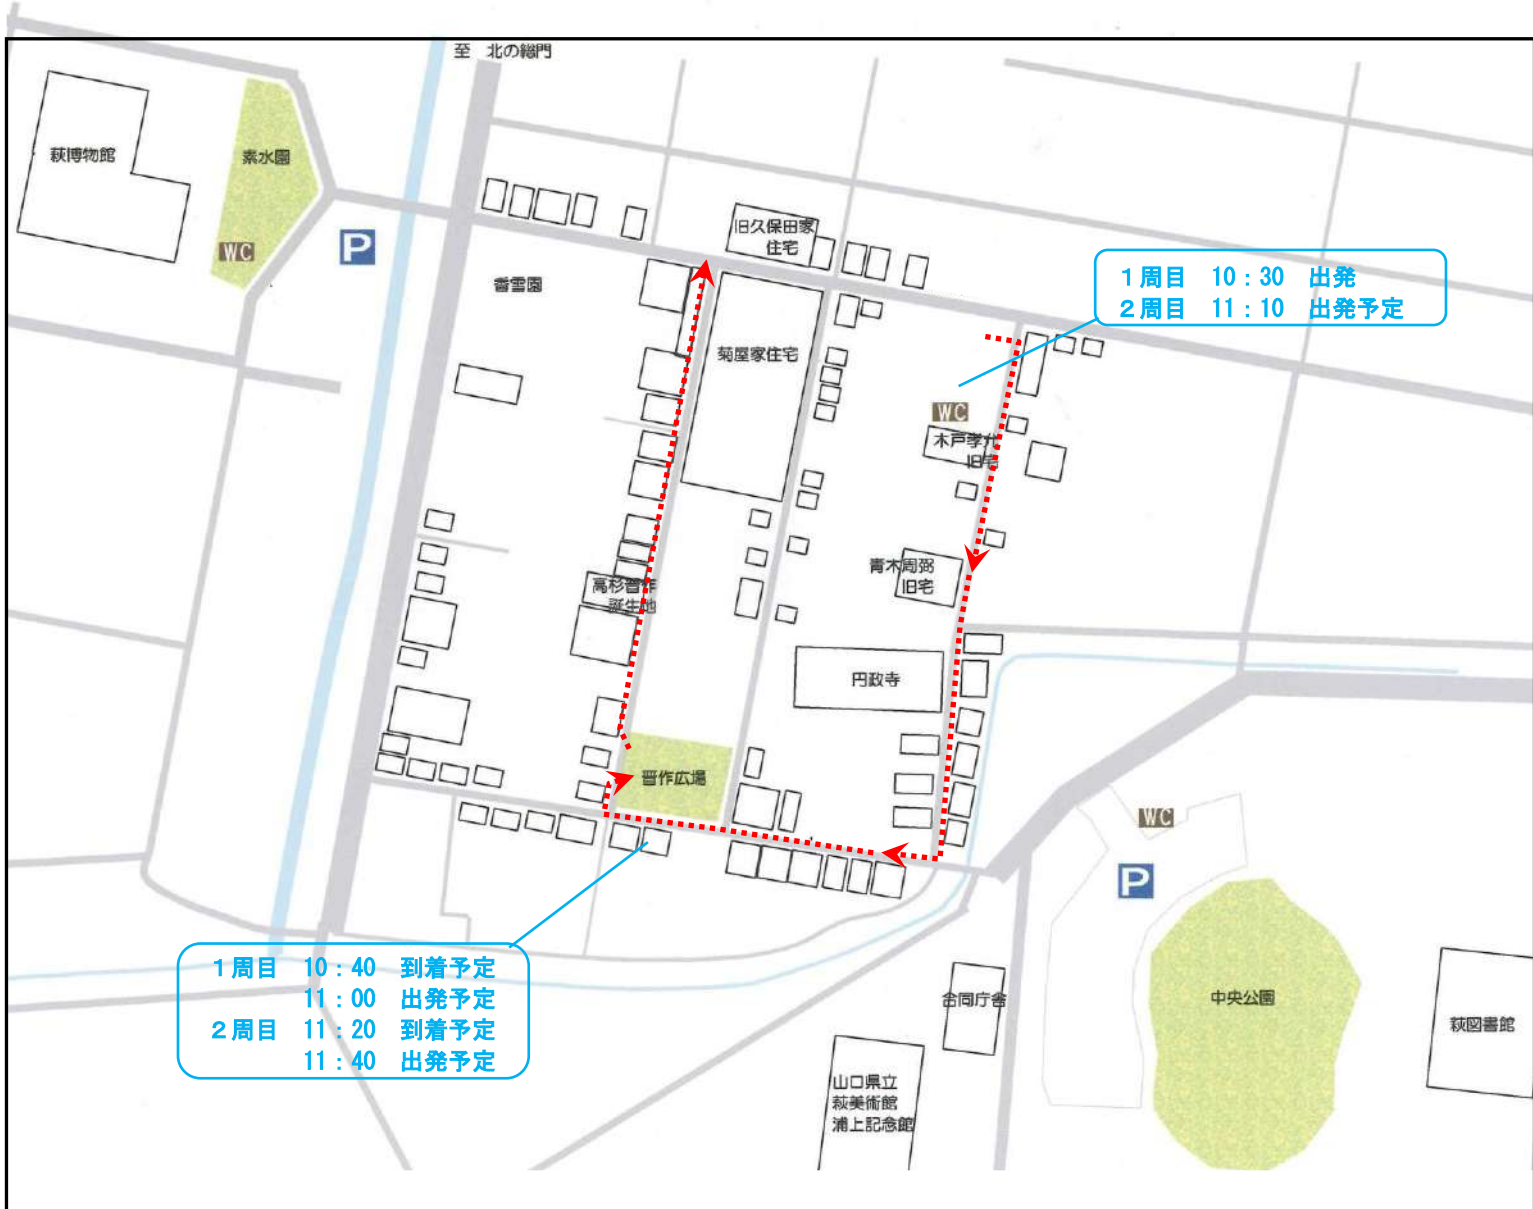 至 北の総門
萩博物館
素水園
WC
P
旧久保田家
住宅
香雪園
菊屋家住宅
1周目 10:30 出発
2周目 11:10 出発予定
WC
木戸孝允
旧宅
青木周弼
旧宅
高杉晋作
誕生地
円政寺
晋作広場
WC
P
1周目 10:40 到着予定
11:00 出発予定
2周目 11:20 到着予定
11:40 出発予定
合同庁舎
中央公園
萩図書館
山口県立
萩美術館
浦上記念館